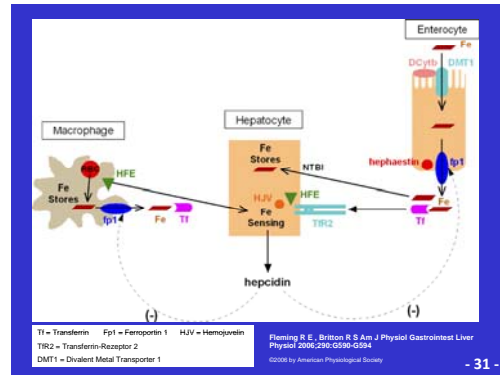 Enterocyte
Fe
DCytb DMT1
Hepatocyte
Macrophage
Fe
Stores
NTBI
hephaestin
fp1
RBC
HFE
Fe
Stores
HJV
HFE
Fe
Fe
Sensing
TfR2
Tf
fp1
Fe
Tf
hepcidin
(-)
(-)
Tf = Transferrin Fp1 = Ferroportin 1 HJV = Hemojuvelin
TfR2 = Transferrin-Rezeptor 2
DMT1 = Divalent Metal Transporter 1
Fleming R E , Britton R S Am J Physiol Gastrointest Liver
Physiol 2006;290:G590-G594
©2006 by American Physiological Society
- 31 -